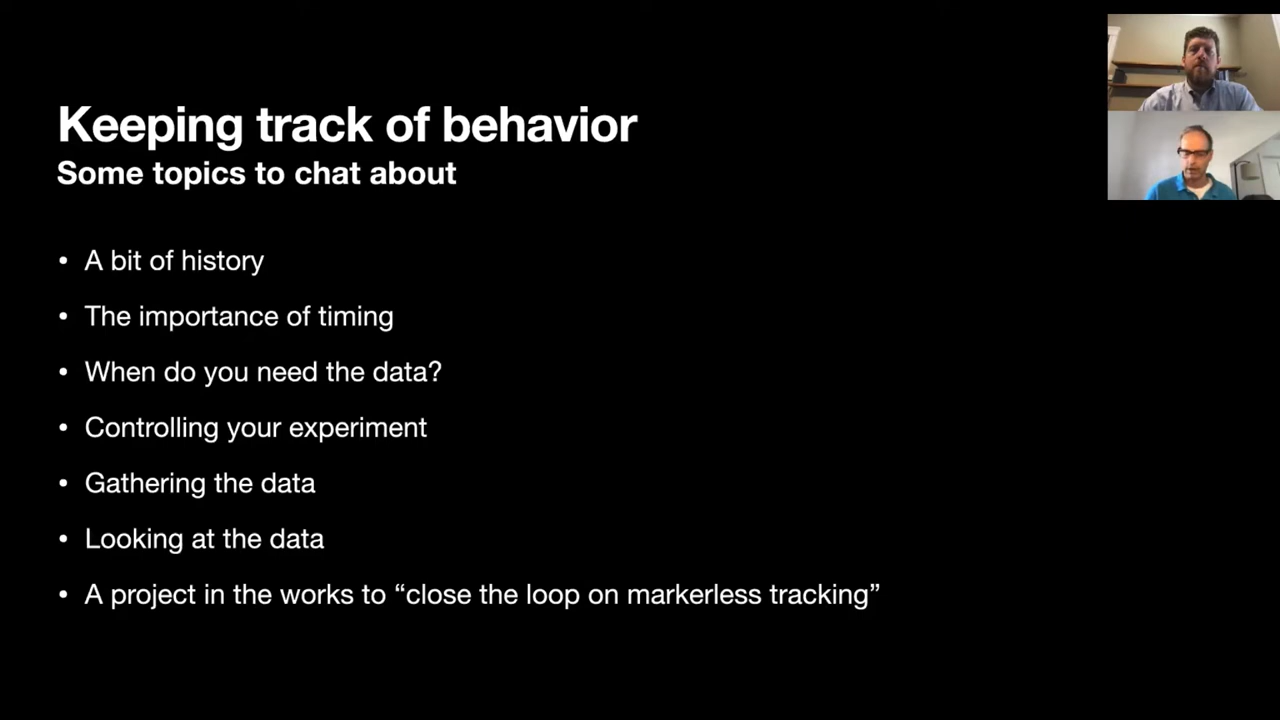 Keeping track of behavior
Some topics to chat about
• A bit of history
• The importance of timing
• When do you need the data?
• Controlling your experiment
• Gathering the data
• Looking at the data
• A project in the works to “close the loop on markerless tracking”